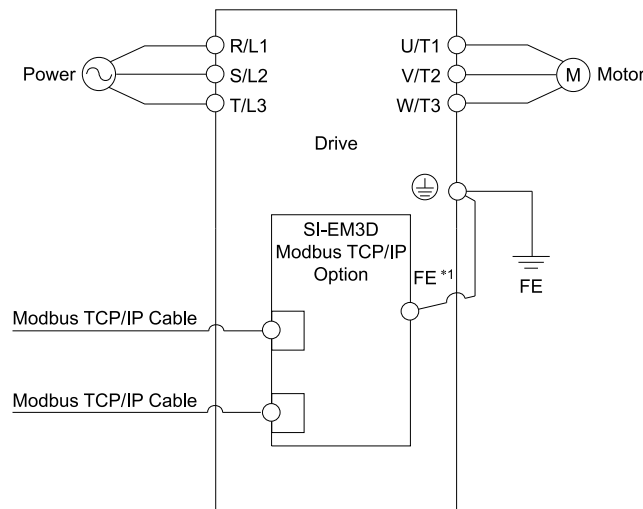 R/L1
U/T1
Power
S/L2
V/T2
M
Motor
T/L3
W/T3
Drive
SI-EM3D
Modbus TCP/IP
Option
FE *1
FE
Modbus TCP/IP Cable
Modbus TCP/IP Cable